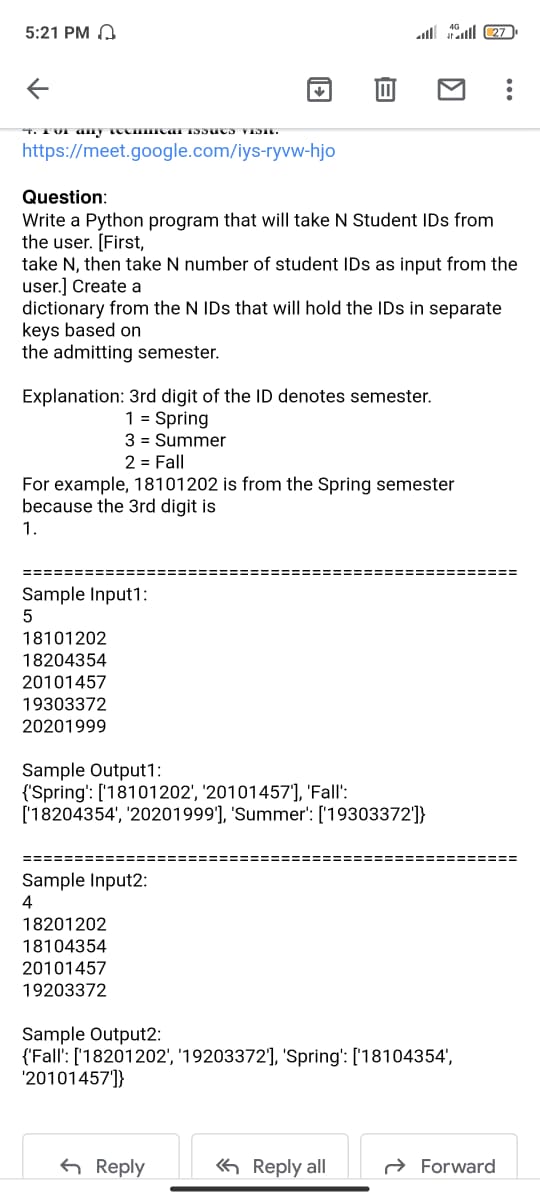 5:21 PM
4G
27
https://meet.google.com/iys-ryvw-hjo
Question:
Write a Python program that will take N Student IDs from
the user. [First,
take N, then take N number of student IDs as input from the
user.] Create a
dictionary from the N IDs that will hold the IDs in separate
keys based on
the admitting semester.
Explanation: 3rd digit of the ID denotes semester.
1 = Spring
3 = Summer
2 = Fall
For example, 18101202 is from the Spring semester
because the 3rd digit is
1.
==================================================
Sample Input1:
5
18101202
18204354
20101457
19303372
20201999
Sample Output1:
{'Spring': ['18101202', '20101457'], 'Fall':
['18204354', '20201999'], 'Summer': ['19303372']}
==================================================
Sample Input2:
4
18201202
18104354
20101457
19203372
Sample Output2:
{'Fall': ['18201202', '19203372'], 'Spring': ['18104354',
'20101457']}
Reply
Reply all
Forward